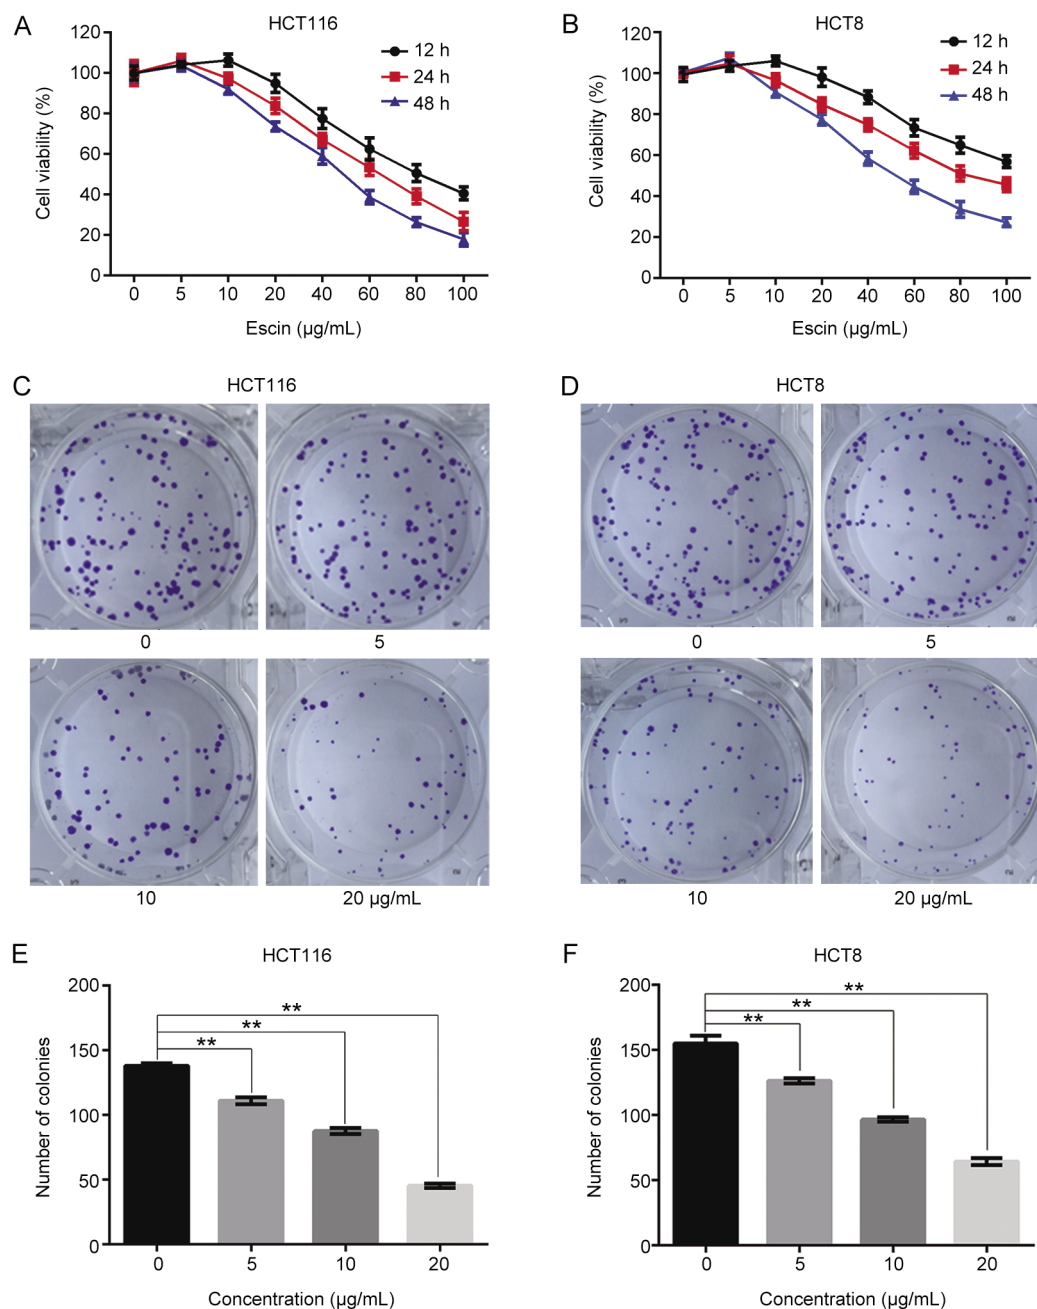 A
HCT116
120
100
80
60
40
20
0
Cell viability (%)
12 h
24 h
48 h
0 5 10 20 40 60 80 100
Escin (µg/mL)
B
HCT8
120
100
80
60
40
20
0
Cell viability (%)
12 h
24 h
48 h
0 5 10 20 40 60 80 100
Escin (µg/mL)
C
HCT116
0 5
10 20 µg/mL
D
HCT8
0 5
10 20 µg/mL
E
HCT116
200
150
100
50
0
Number of colonies
**
**
**
0 5 10 20
Concentration (µg/mL)
F
HCT8
200
150
100
50
0
Number of colonies
**
**
**
0 5 10 20
Concentration (µg/mL)